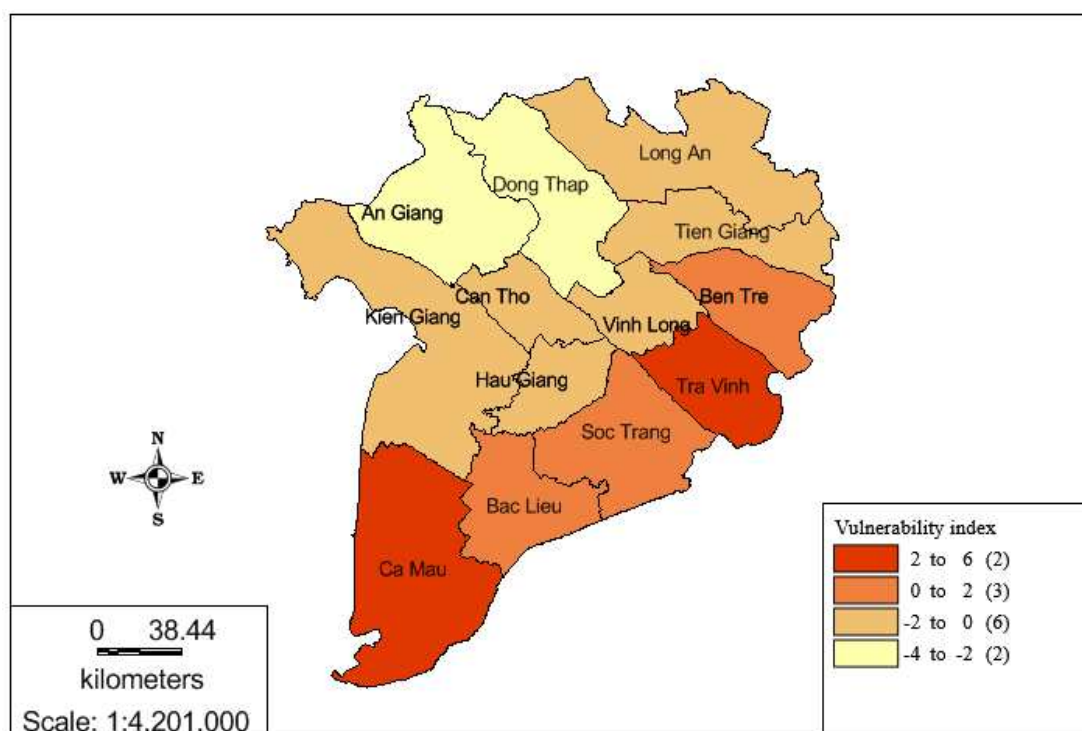 Long An
Dong Thap
An Giang
Tien Giang
Can Tho
Ben Tre
Kien Giang
Vinh Long
Hau Giang
Tra Vinh
Soc Trang
N
W E
S
Bac Lieu
Ca Mau
Vulnerability index
2 to 6 (2)
0 to 2 (3)
-2 to 0 (6)
-4 to -2 (2)
0 38.44
kilometers
Scale: 1:4,201,000